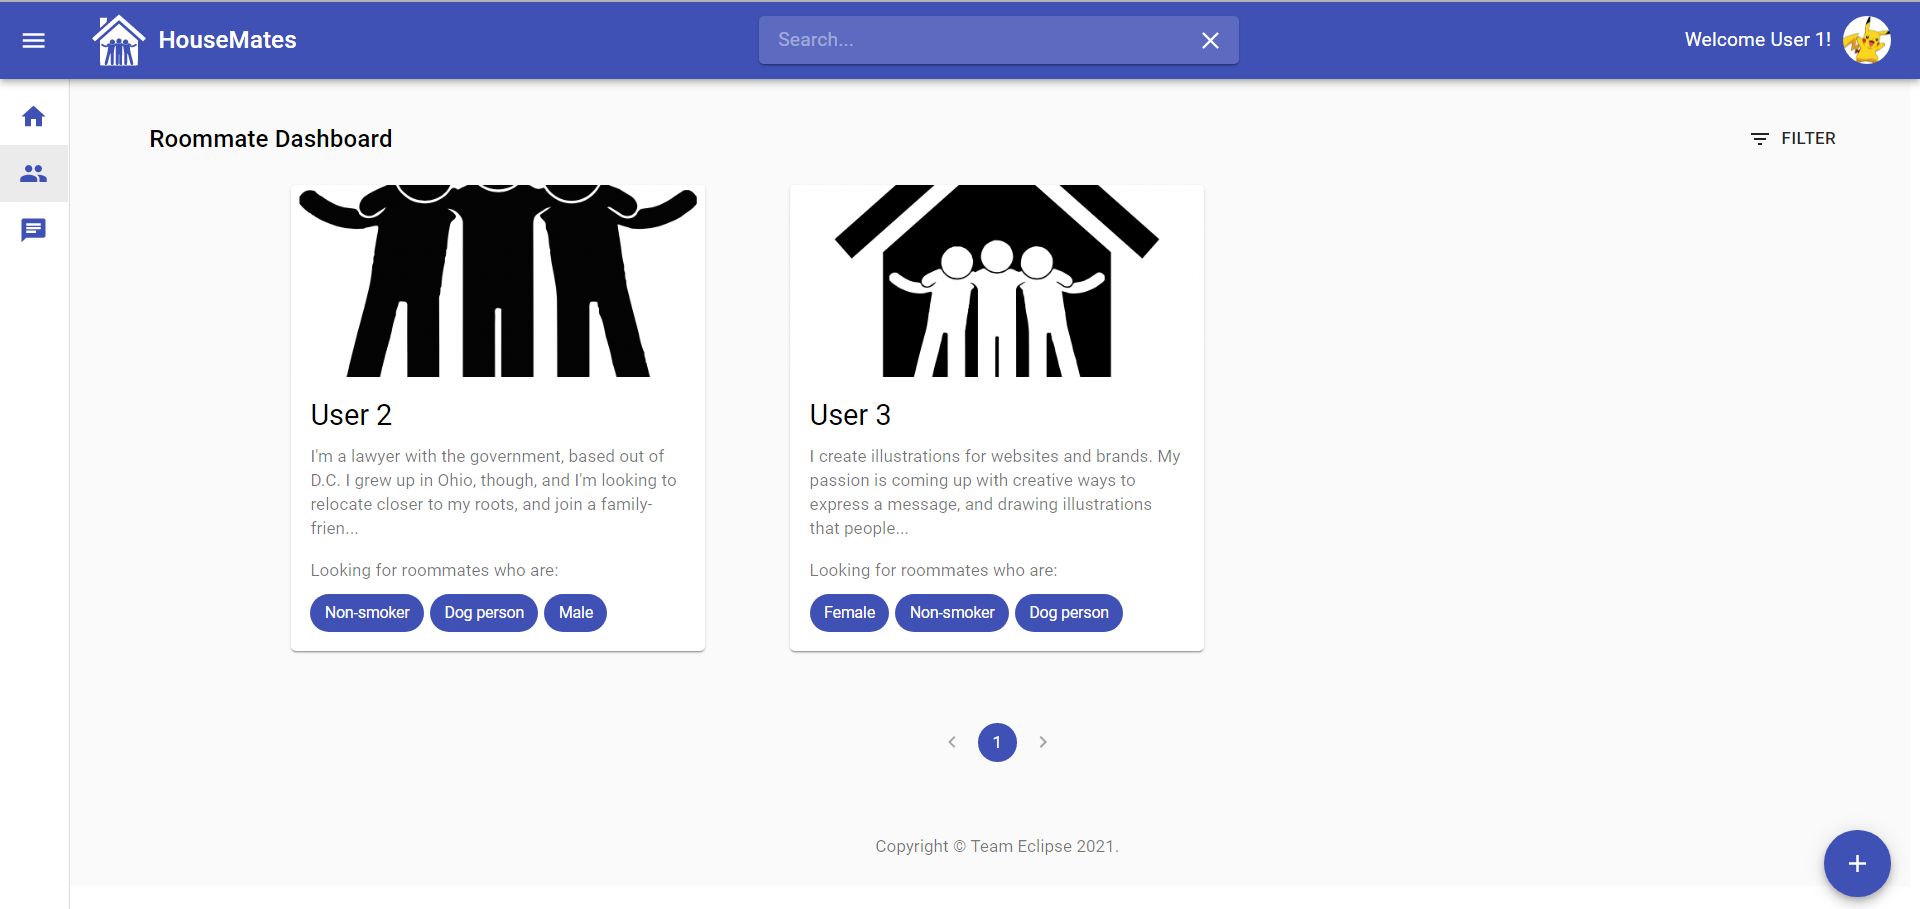 HouseMates
Search...
Welcome User 1!
Roommate Dashboard
FILTER
User 2
I'm a lawyer with the government, based out of
D.C. I grew up in Ohio, though, and I'm looking to
relocate closer to my roots, and join a family-
frien...
Looking for roommates who are:
Non-smoker
Dog person
Male
User 3
I create illustrations for websites and brands. My
passion is coming up with creative ways to
express a message, and drawing illustrations
that people...
Looking for roommates who are:
Female
Non-smoker
Dog person
1
Copyright © Team Eclipse 2021.